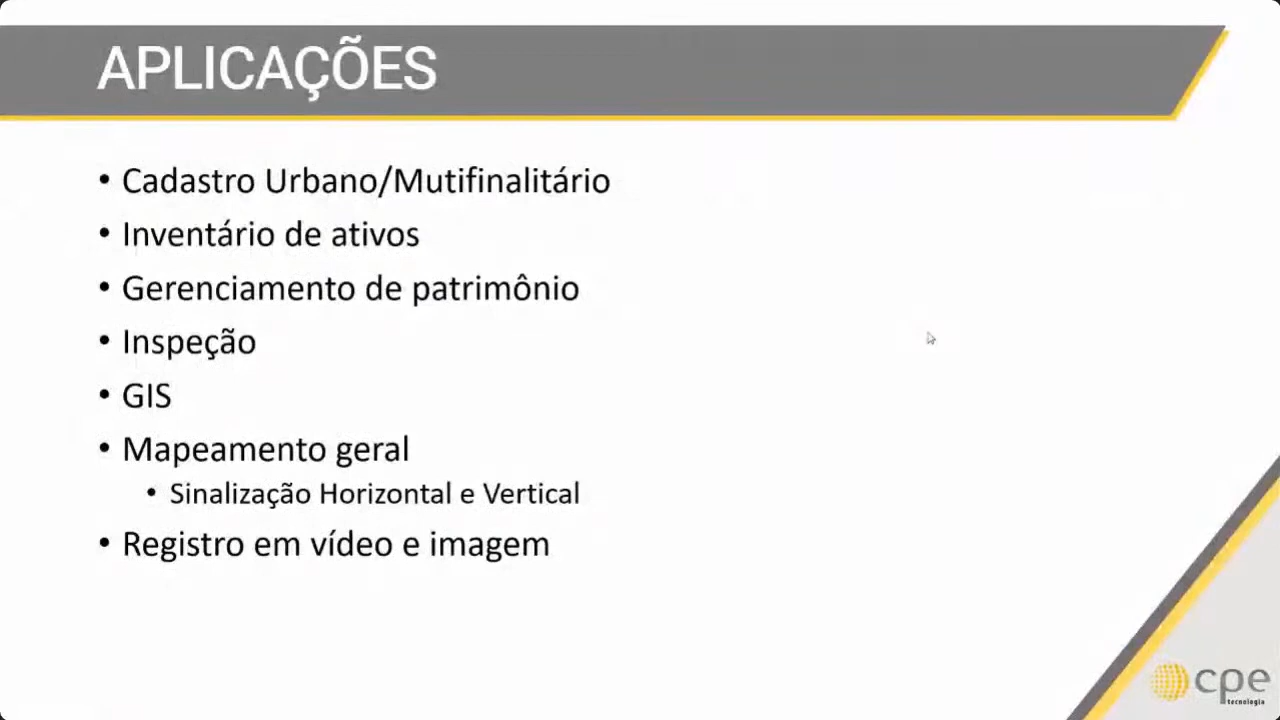 APLICAÇÕES
• Cadastro Urbano/Mutifinalitário
• Inventário de ativos
• Gerenciamento de patrimônio
• Inspeção
• GIS
• Mapeamento geral
• Sinalização Horizontal e Vertical
• Registro em vídeo e imagem
cpe
tecnologia